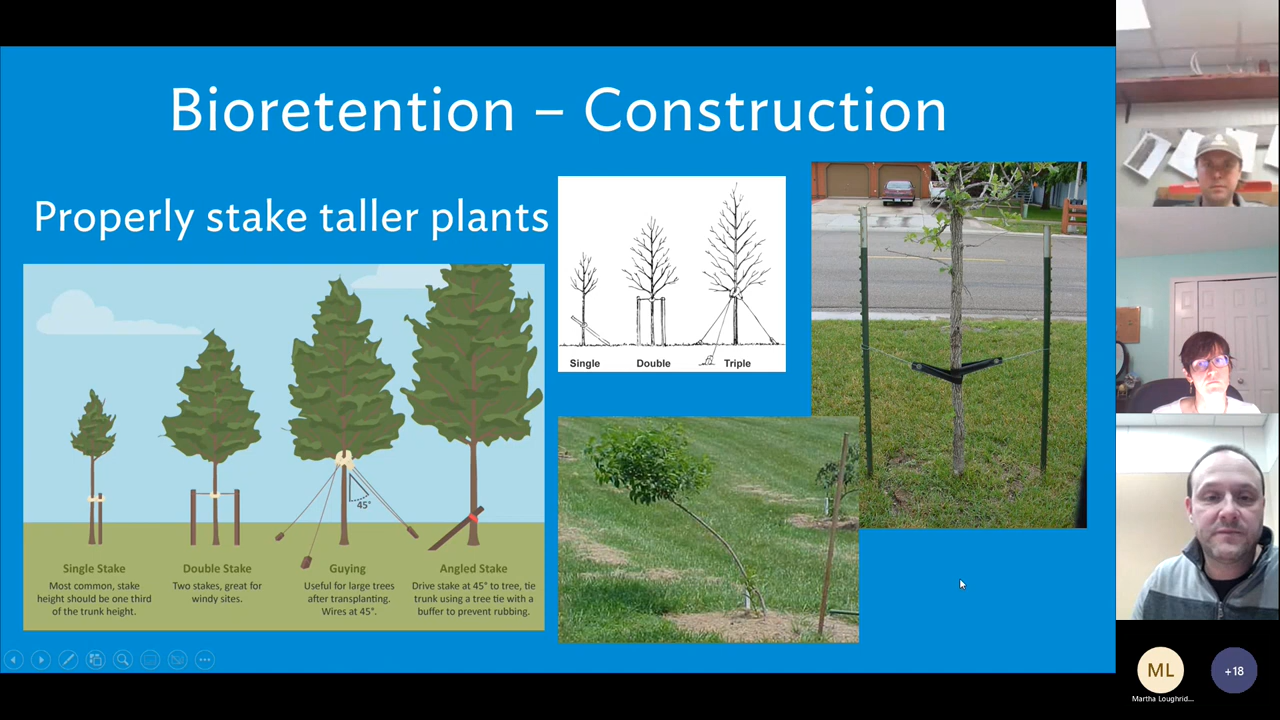 Bioretention – Construction
Properly stake taller plants
Single
Double
Triple
45°
Single Stake
Most common, stake
height should be one third
of the trunk height.
Double Stake
Two stakes, great for
windy sites.
Guying
Useful for large trees
after transplanting.
Wires at 45°.
Angled Stake
Drive stake at 45° to tree, tie
trunk using a tree tie with a
buffer to prevent rubbing.
ML
Martha Loughrid...
+18